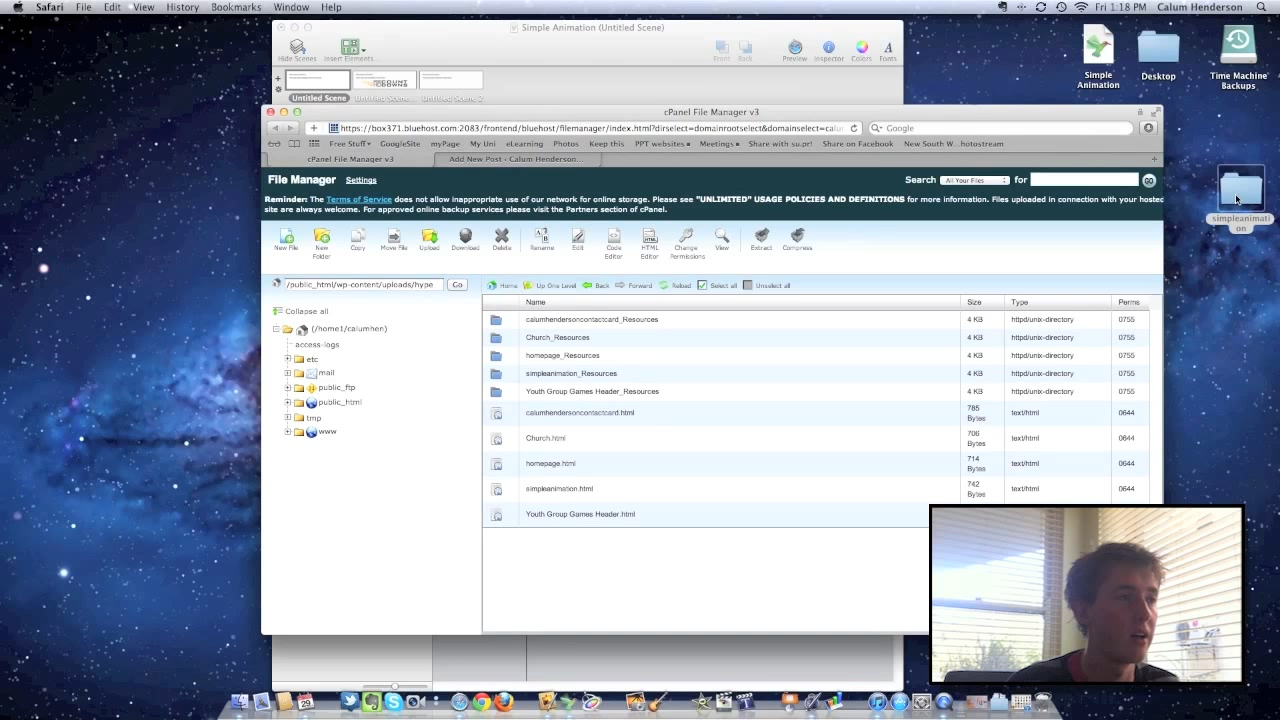 Safari File Edit View History Bookmarks Window Help Fri 1:18 PM Calum Henderson
Simple Animation (Untitled Scene)
Hide Scenes Insert Elements... Front Back Preview Inspector Colors Fonts
Untitled Scene Untitled Scene... Untitled Scene 2
Simple
Animation
Desktop
Time Machine
Backups
simpleanimati
on
cPanel File Manager v3
https://box371.bluehost.com:2083/frontend/bluehost/filemanager/index.html?dirselect=domainrootselect&domainselect=calu Google
Free Stuff GoogleSite myPage My Uni eLearning Photos Keep this PPT websites Meetings Share with su.pr! Share on Facebook New South W...hotostream
cPanel File Manager v3 Add New Post ‹ Calum Henderson...
File Manager Settings Search All Your Files for GO
Reminder: The Terms of Service does not allow inappropriate use of our network for online storage. Please see "UNLIMITED" USAGE POLICIES AND DEFINITIONS for more information. Files uploaded in connection with your hosted
site are always welcome. For approved online backup services please visit the Partners section of cPanel.
New File New Folder Copy Move File Upload Download Delete Rename Edit Code Editor HTML Editor Change Permissions View Extract Compress
/public_html/wp-content/uploads/hype Go Home Up One Level Back Forward Reload Select all Unselect all
Name Size Type Perms
Collapse all
(/home1/calumhen)
access-logs
etc
mail
public_ftp
public_html
tmp
www
calumhendersoncontactcard_Resources 4 KB httpd/unix-directory 0755
Church_Resources 4 KB httpd/unix-directory 0755
homepage_Resources 4 KB httpd/unix-directory 0755
simpleanimation_Resources 4 KB httpd/unix-directory 0755
Youth Group Games Header_Resources 4 KB httpd/unix-directory 0755
calumhendersoncontactcard.html 785 Bytes text/html 0644
Church.html 706 Bytes text/html 0644
homepage.html 714 Bytes text/html 0644
simpleanimation.html 742 Bytes text/html 0644
Youth Group Games Header.html